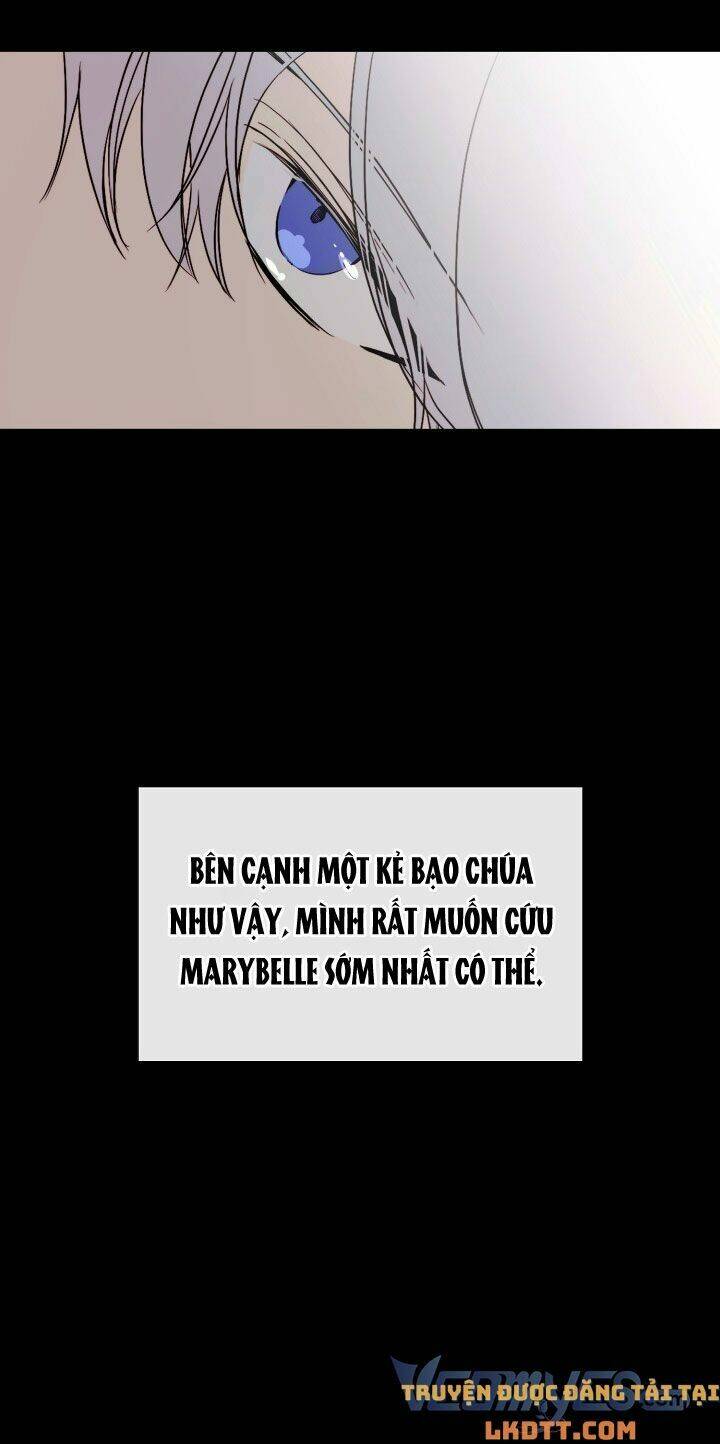 BÊN CẠNH MỘT KẺ BẠO CHÚA
NHƯ VẬY, MÌNH RẤT MUỐN CỨU
MARYBELLE SỚM NHẤT CÓ THỂ.
TRUYỆN ĐƯỢC ĐĂNG TẢI TẠI
LKDTT.COM